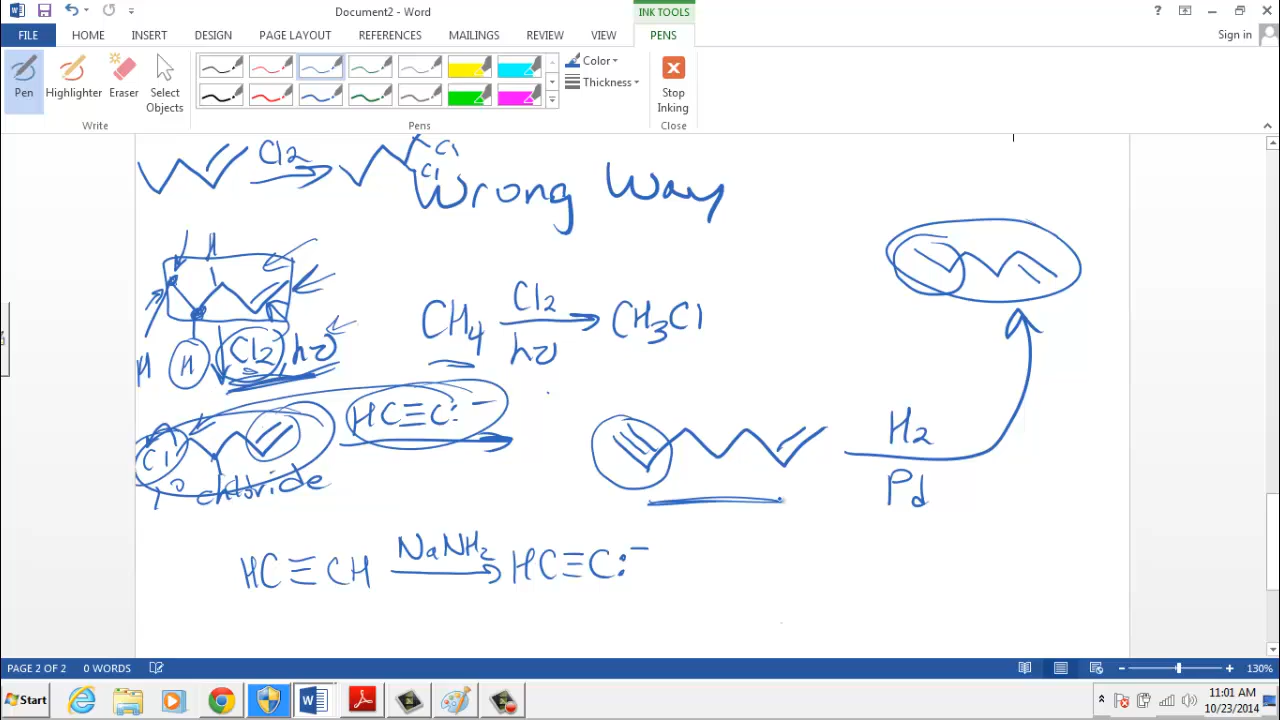 Document2 - Word
INK TOOLS
?
FILE
HOME
INSERT
DESIGN
PAGE LAYOUT
REFERENCES
MAILINGS
REVIEW
VIEW
PENS
Sign in
Pen
Highlighter
Eraser
Select Objects
Color
Thickness
Stop Inking
Write
Pens
Close
Cl2
Cl
Cl
Wrong Way
H
H
H
Cl2 hν
CH4
Cl2
hν
CH3Cl
HC≡C:−
Cl
1° chloride
H2
Pd
HC≡CH
NaNH2
HC≡C:−
PAGE 2 OF 2
0 WORDS
130%
Start
11:01 AM
10/23/2014